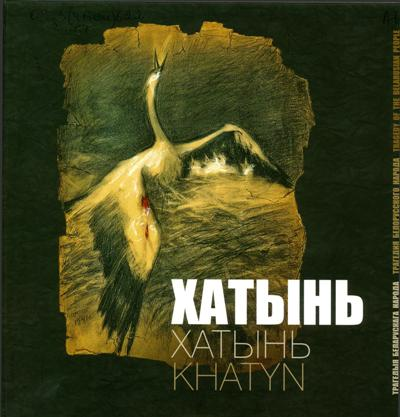 ХАТЫНЬ
ХАТЫНЬ
KHATYN
ТРАГЕДЫЯ БЕЛАРУСКАГА НАРОДА ТРАГЕДИЯ БЕЛОРУССКОГО НАРОДА TRAGEDY OF THE BELARUSIAN PEOPLE